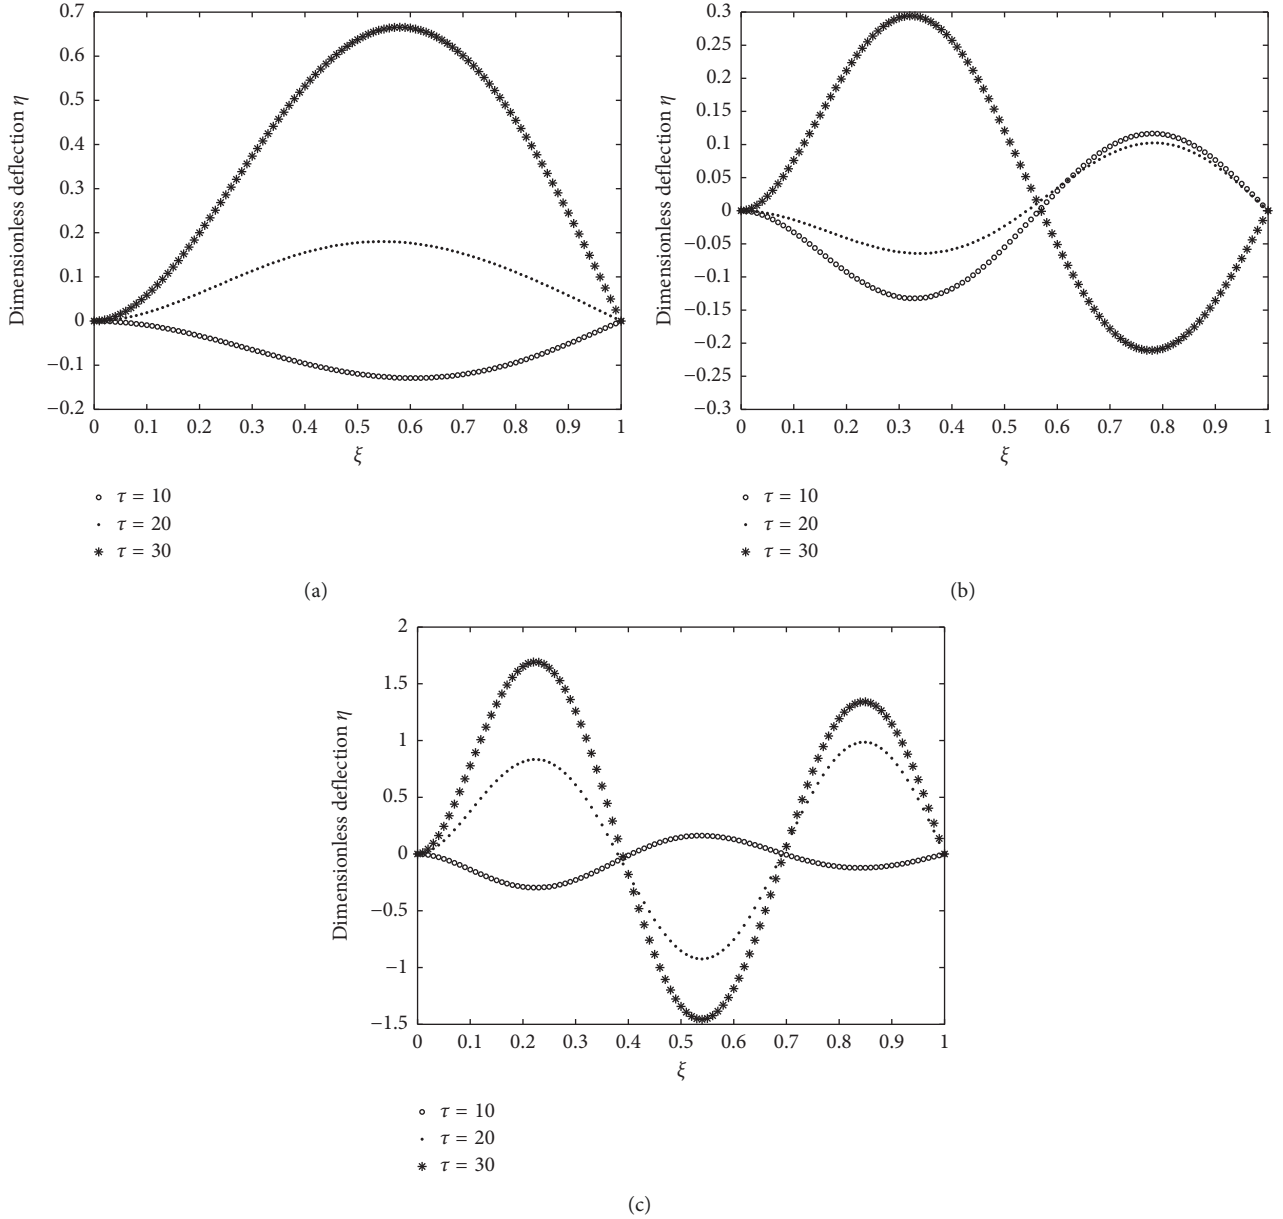 Dimensionless deflection η
0.7
0.6
0.5
0.4
0.3
0.2
0.1
0
−0.1
−0.2
0 0.1 0.2 0.3 0.4 0.5 0.6 0.7 0.8 0.9 1
ξ
τ = 10
τ = 20
τ = 30
(a)
Dimensionless deflection η
0.3
0.25
0.2
0.15
0.1
0.05
0
−0.05
−0.1
−0.15
−0.2
−0.25
−0.3
0 0.1 0.2 0.3 0.4 0.5 0.6 0.7 0.8 0.9 1
ξ
τ = 10
τ = 20
τ = 30
(b)
Dimensionless deflection η
2
1.5
1
0.5
0
−0.5
−1
−1.5
0 0.1 0.2 0.3 0.4 0.5 0.6 0.7 0.8 0.9 1
ξ
τ = 10
τ = 20
τ = 30
(c)